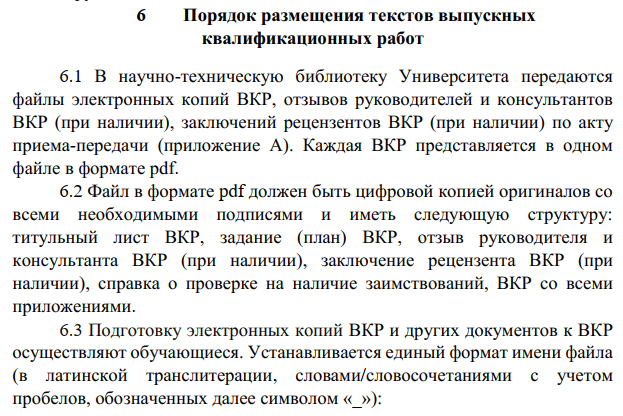 6 Порядок размещения текстов выпускных
квалификационных работ
6.1 В научно-техническую библиотеку Университета передаются
файлы электронных копий ВКР, отзывов руководителей и консультантов
ВКР (при наличии), заключений рецензентов ВКР (при наличии) по акту
приема-передачи (приложение А). Каждая ВКР представляется в одном
файле в формате pdf.
6.2 Файл в формате pdf должен быть цифровой копией оригиналов со
всеми необходимыми подписями и иметь следующую структуру:
титульный лист ВКР, задание (план) ВКР, отзыв руководителя и
консультанта ВКР (при наличии), заключение рецензента ВКР (при
наличии), справка о проверке на наличие заимствований, ВКР со всеми
приложениями.
6.3 Подготовку электронных копий ВКР и других документов к ВКР
осуществляют обучающиеся. Устанавливается единый формат имени файла
(в латинской транслитерации, словами/словосочетаниями с учетом
пробелов, обозначенных далее символом «_»):